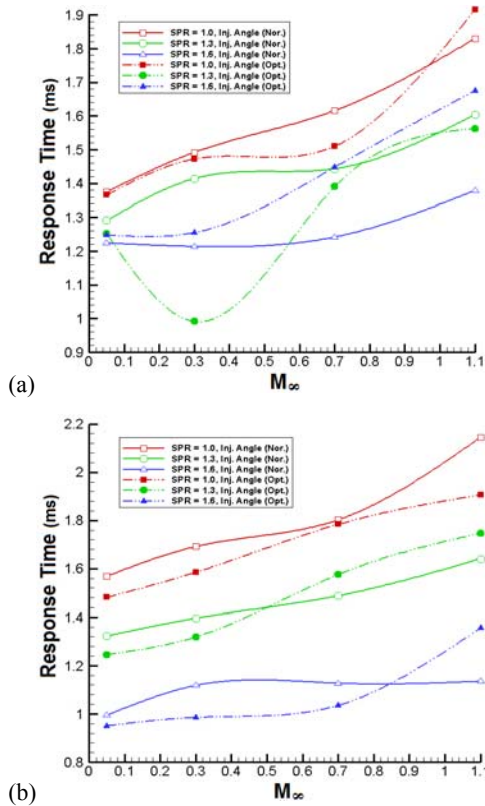 1.9
1.8
1.7
1.6
1.5
1.4
1.3
1.2
1.1
1
0.9
Response Time (ms)
SPR = 1.0, Inj. Angle (Nor.)
SPR = 1.3, Inj. Angle (Nor.)
SPR = 1.6, Inj. Angle (Nor.)
SPR = 1.0, Inj. Angle (Opt.)
SPR = 1.3, Inj. Angle (Opt.)
SPR = 1.6, Inj. Angle (Opt.)
0 0.1 0.2 0.3 0.4 0.5 0.6 0.7 0.8 0.9 1 1.1
M∞
(a)
2.2
2
1.8
1.6
1.4
1.2
1
0.8
Response Time (ms)
SPR = 1.0, Inj. Angle (Nor.)
SPR = 1.3, Inj. Angle (Nor.)
SPR = 1.6, Inj. Angle (Nor.)
SPR = 1.0, Inj. Angle (Opt.)
SPR = 1.3, Inj. Angle (Opt.)
SPR = 1.6, Inj. Angle (Opt.)
0 0.1 0.2 0.3 0.4 0.5 0.6 0.7 0.8 0.9 1 1.1
M∞
(b)